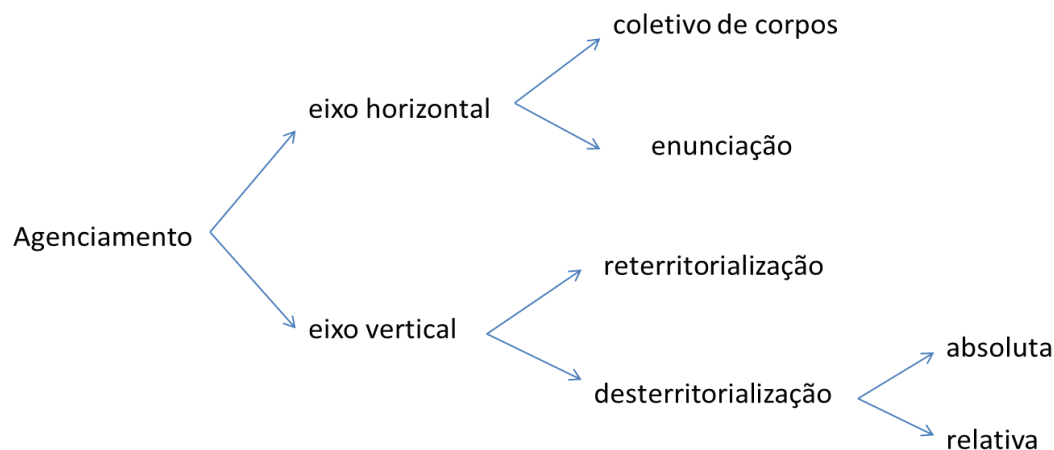 coletivo de corpos
eixo horizontal
enunciação
Agenciamento
reterritorialização
eixo vertical
absoluta
desterritorialização
relativa